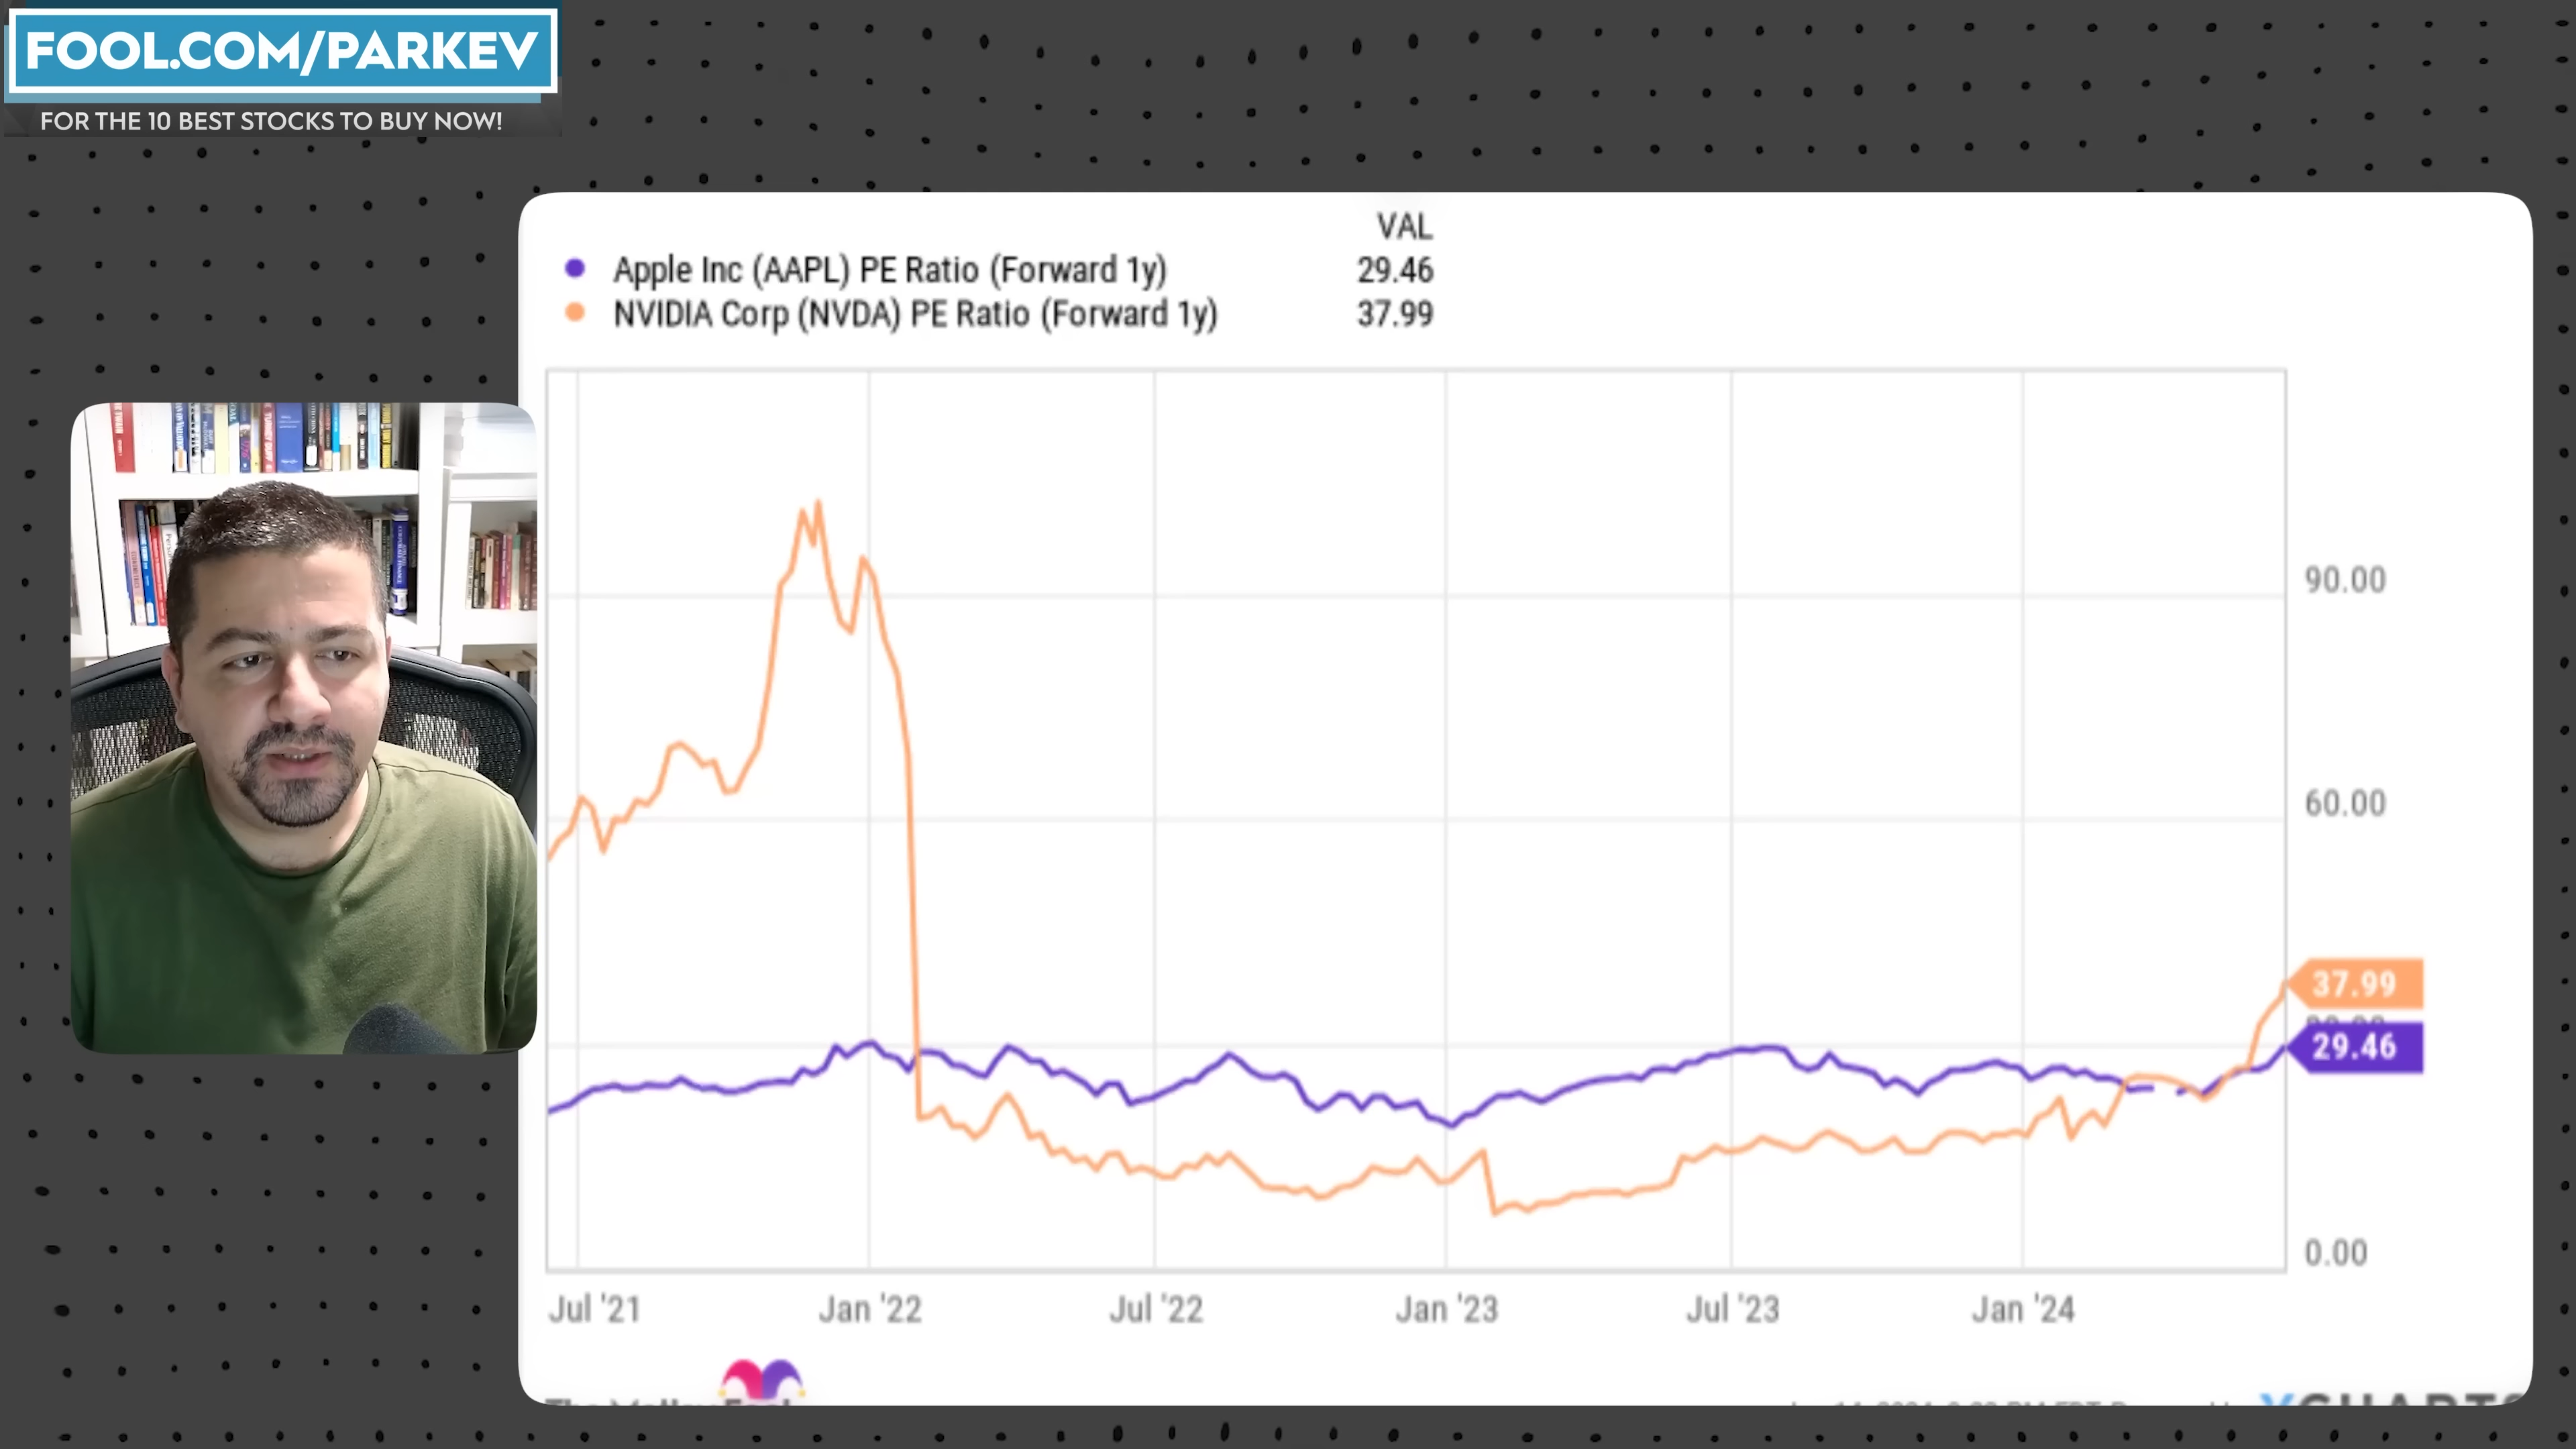 FOOL.COM/PARKEV
FOR THE 10 BEST STOCKS TO BUY NOW!
VAL
Apple Inc (AAPL) PE Ratio (Forward 1y) 29.46
NVIDIA Corp (NVDA) PE Ratio (Forward 1y) 37.99
90.00
60.00
37.99
29.46
0.00
Jul '21 Jan '22 Jul '22 Jan '23 Jul '23 Jan '24